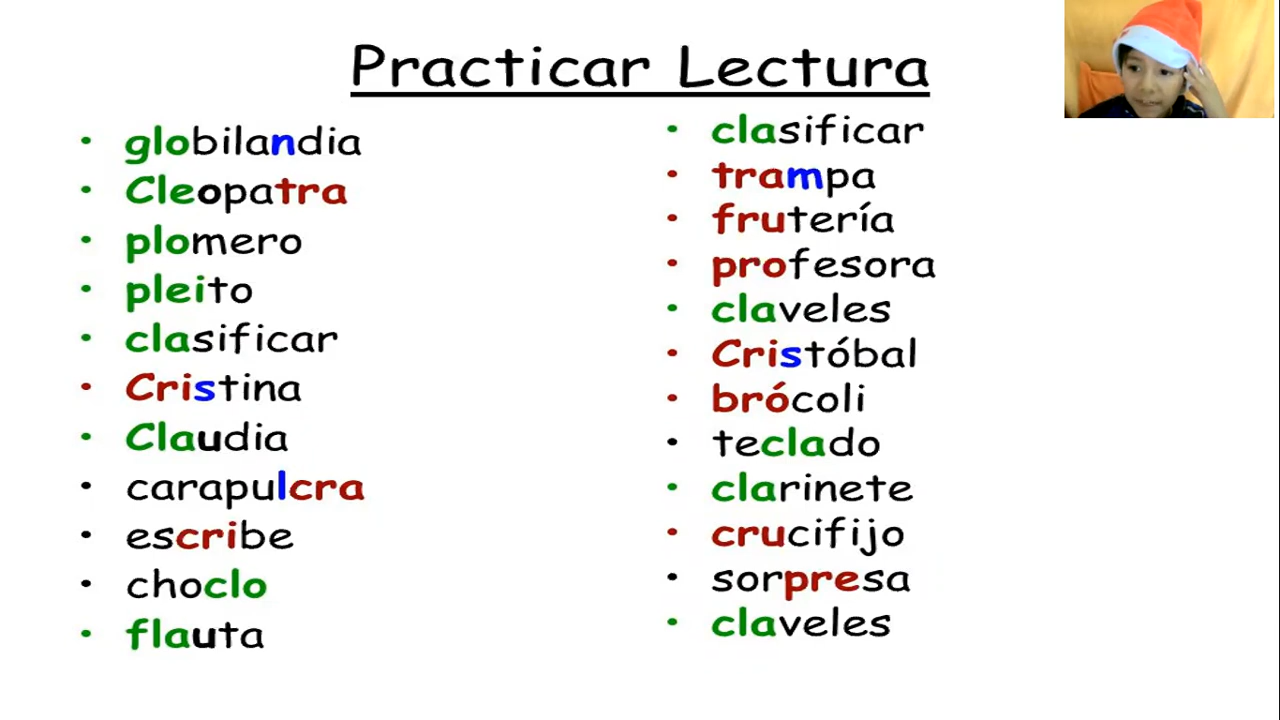 Practicar Lectura
• globilandia
• Cleopatra
• plomero
• pleito
• clasificar
• Cristina
• Claudia
• carapulcra
• escribe
• choclo
• flauta
• clasificar
• trampa
• frutería
• profesora
• claveles
• Cristóbal
• brócoli
• teclado
• clarinete
• crucifijo
• sorpresa
• claveles